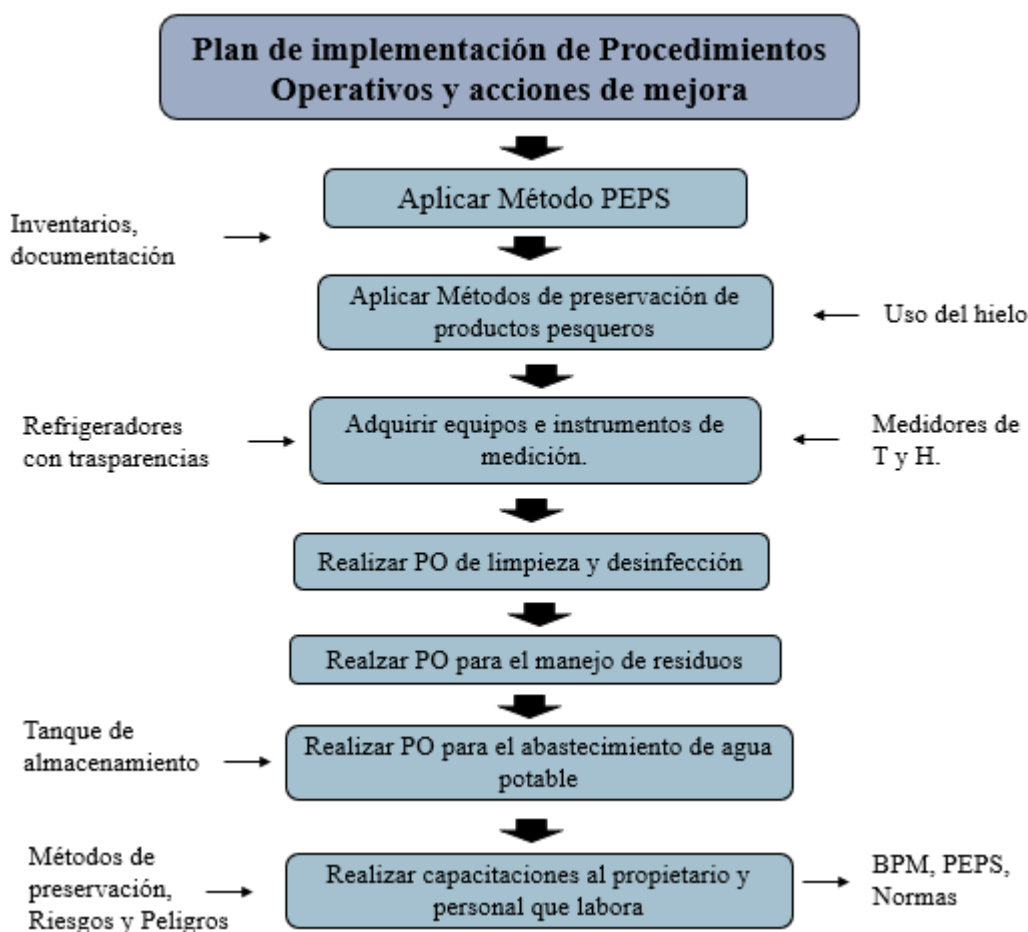 Plan de implementación de Procedimientos
Operativos y acciones de mejora
Aplicar Método PEPS
Inventarios,
documentación
Aplicar Métodos de preservación de
productos pesqueros
Uso del hielo
Refrigeradores
con trasparencias
Adquirir equipos e instrumentos de
medición.
Medidores de
T y H.
Realizar PO de limpieza y desinfección
Realzar PO para el manejo de residuos
Tanque de
almacenamiento
Realizar PO para el abastecimiento de agua
potable
Métodos de
preservación,
Riesgos y Peligros
Realizar capacitaciones al propietario y
personal que labora
BPM, PEPS,
Normas